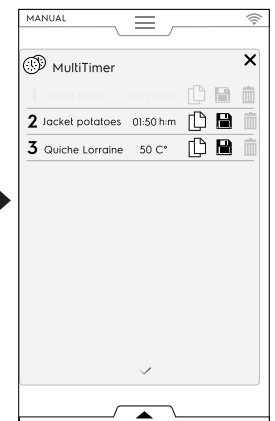 MANUAL
MultiTimer
2 Jacket potatoes 01:50 h:m
3 Quiche Lorraine 50 C°